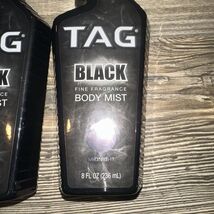 G
TAG
BLACK
FINE FRAGRANCE
BODY MIST
8 FL OZ (236 mL)